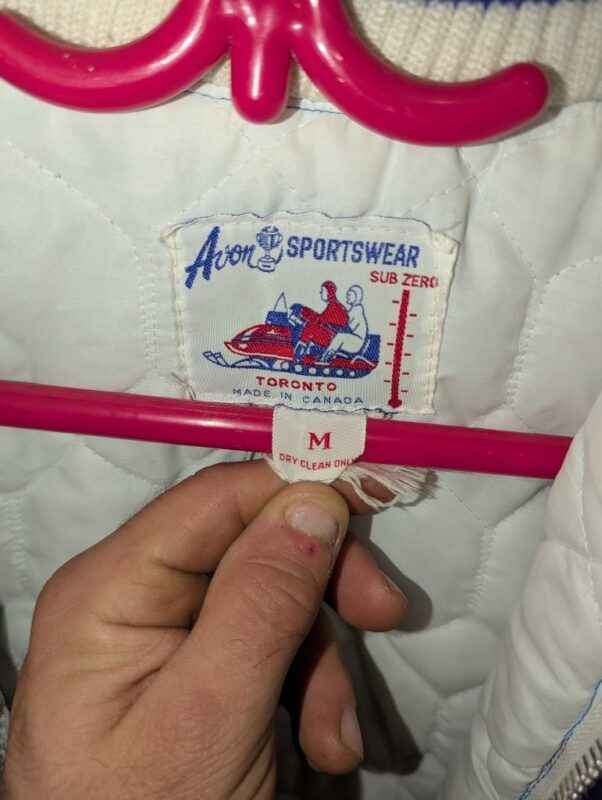 Avon SPORTSWEAR
SUB ZERO
TORONTO
MADE IN CANADA
M
DRY CLEAN ONLY